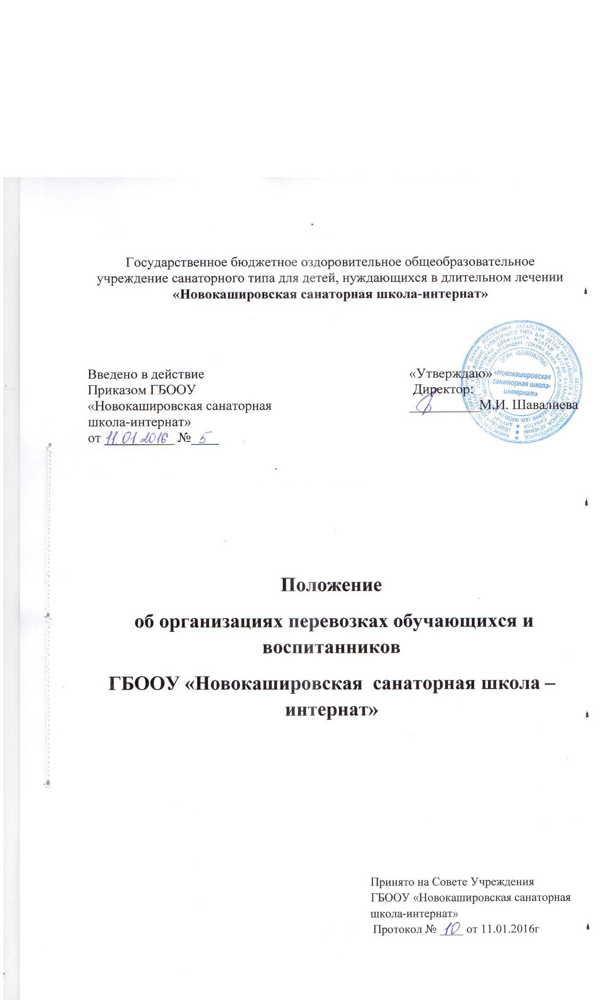 Государственное бюджетное оздоровительное общеобразовательное
учреждение санаторного типа для детей, нуждающихся в длительном лечении
«Новокашировская санаторная школа-интернат»
Введено в действие
Приказом ГБООУ
«Новокашировская санаторная
школа-интернат»
от 11.01.2016 № 5
«Утверждаю»
Директор:
М.И. Шавалиева
ОГРН 1021601627981
«Новокашировская
санаторная школа-
интернат»
Положение
об организациях перевозках обучающихся и
воспитанников
ГБООУ «Новокашировская санаторная школа –
интернат»
Принято на Совете Учреждения
ГБООУ «Новокашировская санаторная
школа-интернат»
Протокол № 10 от 11.01.2016г